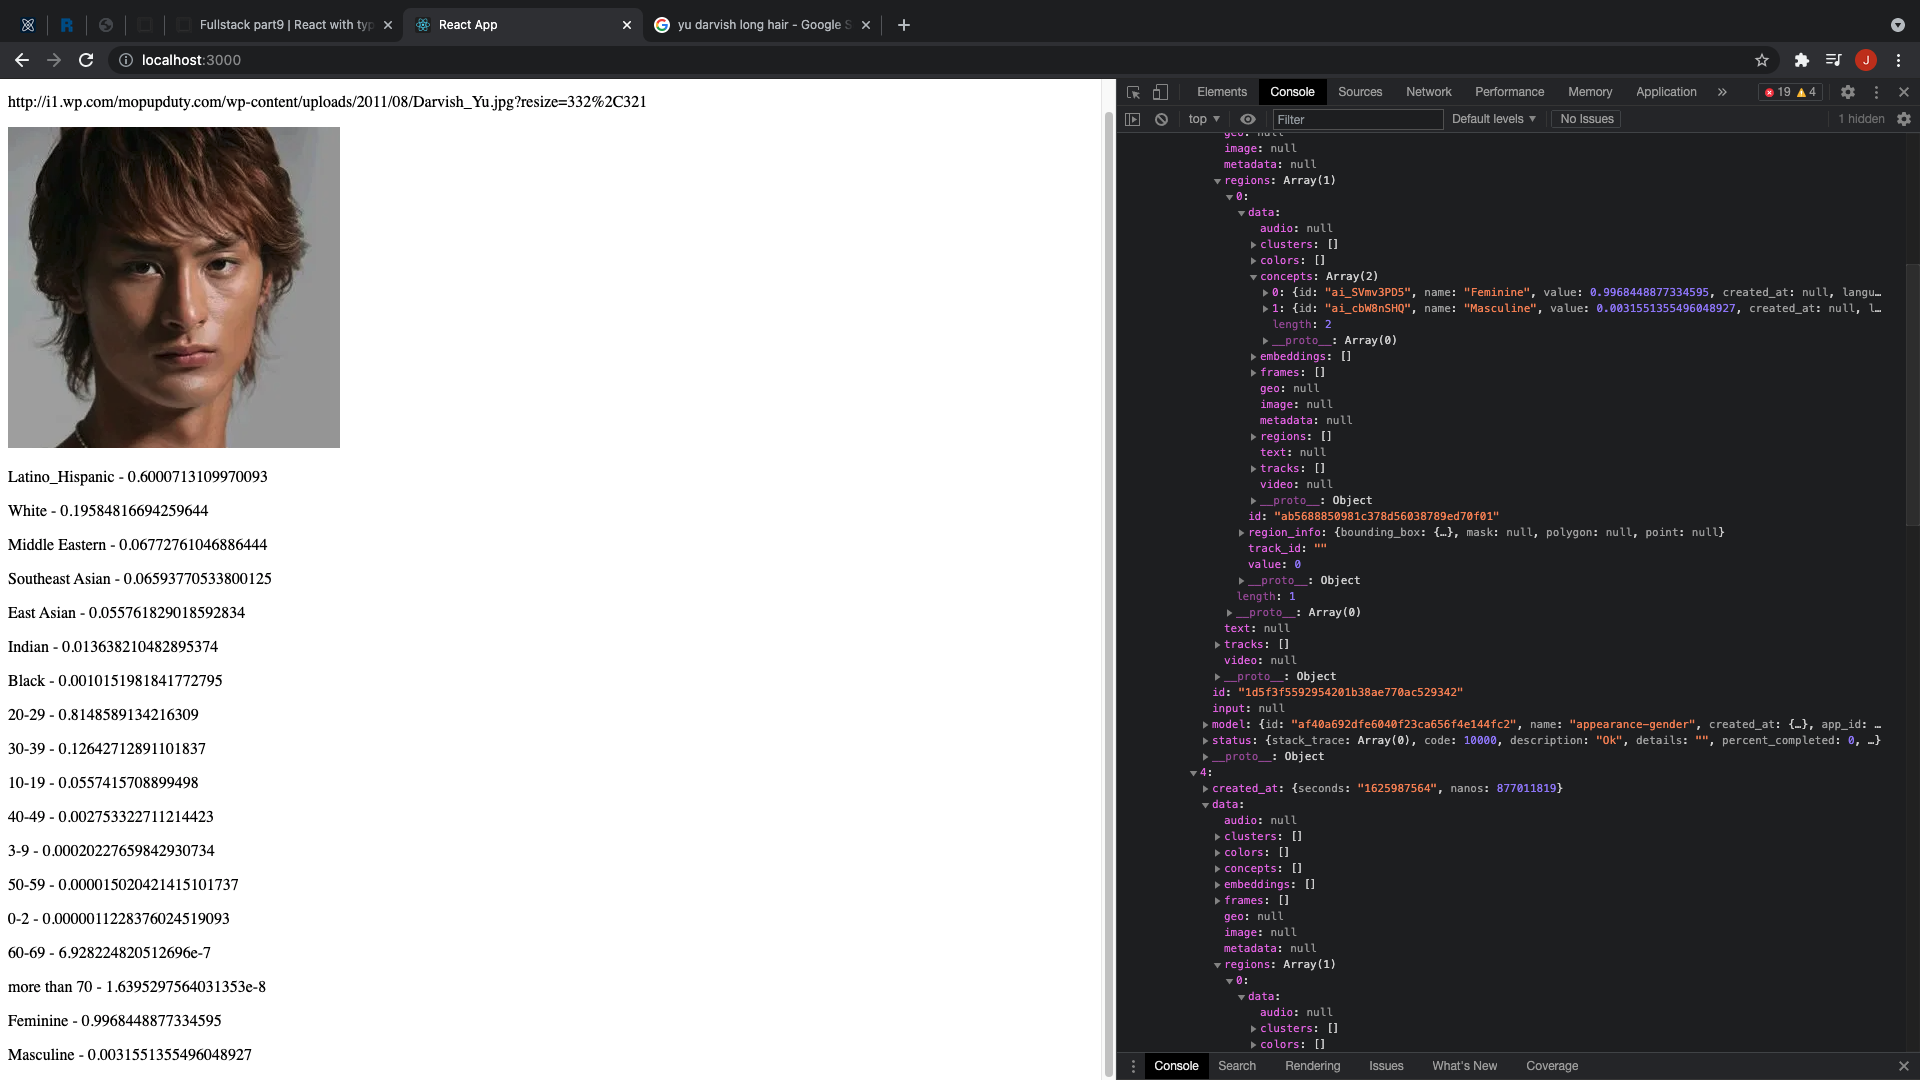 Fullstack part9 | React with typ
React App
yu darvish long hair - Google S
localhost:3000
J
http://i1.wp.com/mopupduty.com/wp-content/uploads/2011/08/Darvish_Yu.jpg?resize=332%2C321
Latino_Hispanic - 0.6000713109970093
White - 0.19584816694259644
Middle Eastern - 0.06772761046886444
Southeast Asian - 0.06593770533800125
East Asian - 0.055761829018592834
Indian - 0.013638210482895374
Black - 0.0010151981841772795
20-29 - 0.8148589134216309
30-39 - 0.12642712891101837
10-19 - 0.0557415708899498
40-49 - 0.002753322711214423
3-9 - 0.00020227659842930734
50-59 - 0.000015020421415101737
0-2 - 0.0000011228376024519093
60-69 - 6.928224820512696e-7
more than 70 - 1.6395297564031353e-8
Feminine - 0.9968448877334595
Masculine - 0.0031551355496048927
Elements Console Sources Network Performance Memory Application » 19 4
top Filter Default levels No Issues 1 hidden
geo: null
image: null
metadata: null
regions: Array(1)
0:
data:
audio: null
clusters: []
colors: []
concepts: Array(2)
0: {id: "ai_SVmv3PD5", name: "Feminine", value: 0.9968448877334595, created_at: null, langu…
1: {id: "ai_cbW8nSHQ", name: "Masculine", value: 0.0031551355496048927, created_at: null, l…
length: 2
__proto__: Array(0)
embeddings: []
frames: []
geo: null
image: null
metadata: null
regions: []
text: null
tracks: []
video: null
__proto__: Object
id: "ab5688850981c378d56038789ed70f01"
region_info: {bounding_box: {…}, mask: null, polygon: null, point: null}
track_id: ""
value: 0
__proto__: Object
length: 1
__proto__: Array(0)
text: null
tracks: []
video: null
__proto__: Object
id: "1d5f3f5592954201b38ae770ac529342"
input: null
model: {id: "af40a692dfe6040f23ca656f4e144fc2", name: "appearance-gender", created_at: {…}, app_id: …
status: {stack_trace: Array(0), code: 10000, description: "Ok", details: "", percent_completed: 0, …}
__proto__: Object
4:
created_at: {seconds: "1625987564", nanos: 877011819}
data:
audio: null
clusters: []
colors: []
concepts: []
embeddings: []
frames: []
geo: null
image: null
metadata: null
regions: Array(1)
0:
data:
audio: null
clusters: []
colors: []
Console Search Rendering Issues What's New Coverage